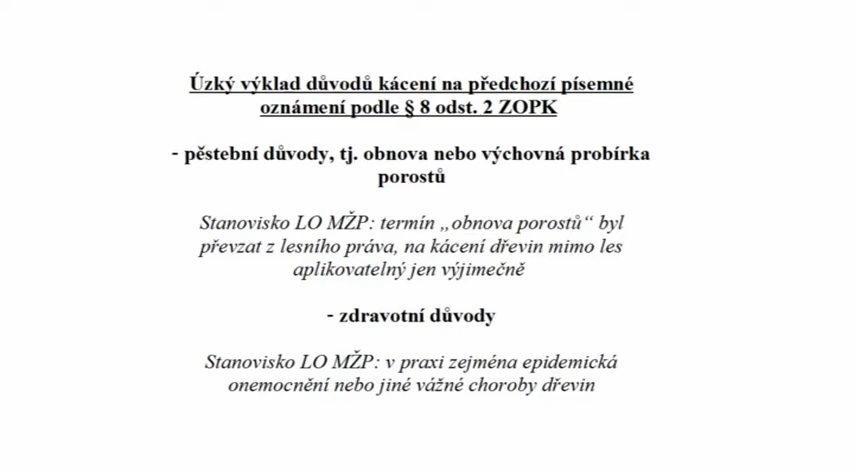 Úzký výklad důvodů kácení na předchozí písemné
oznámení podle § 8 odst. 2 ZOPK
- pěstební důvody, tj. obnova nebo výchovná probírka
porostů
Stanovisko LO MŽP: termín „obnova porostů“ byl
převzat z lesního práva, na kácení dřevin mimo les
aplikovatelný jen výjimečně
- zdravotní důvody
Stanovisko LO MŽP: v praxi zejména epidemická
onemocnění nebo jiné vážné choroby dřevin